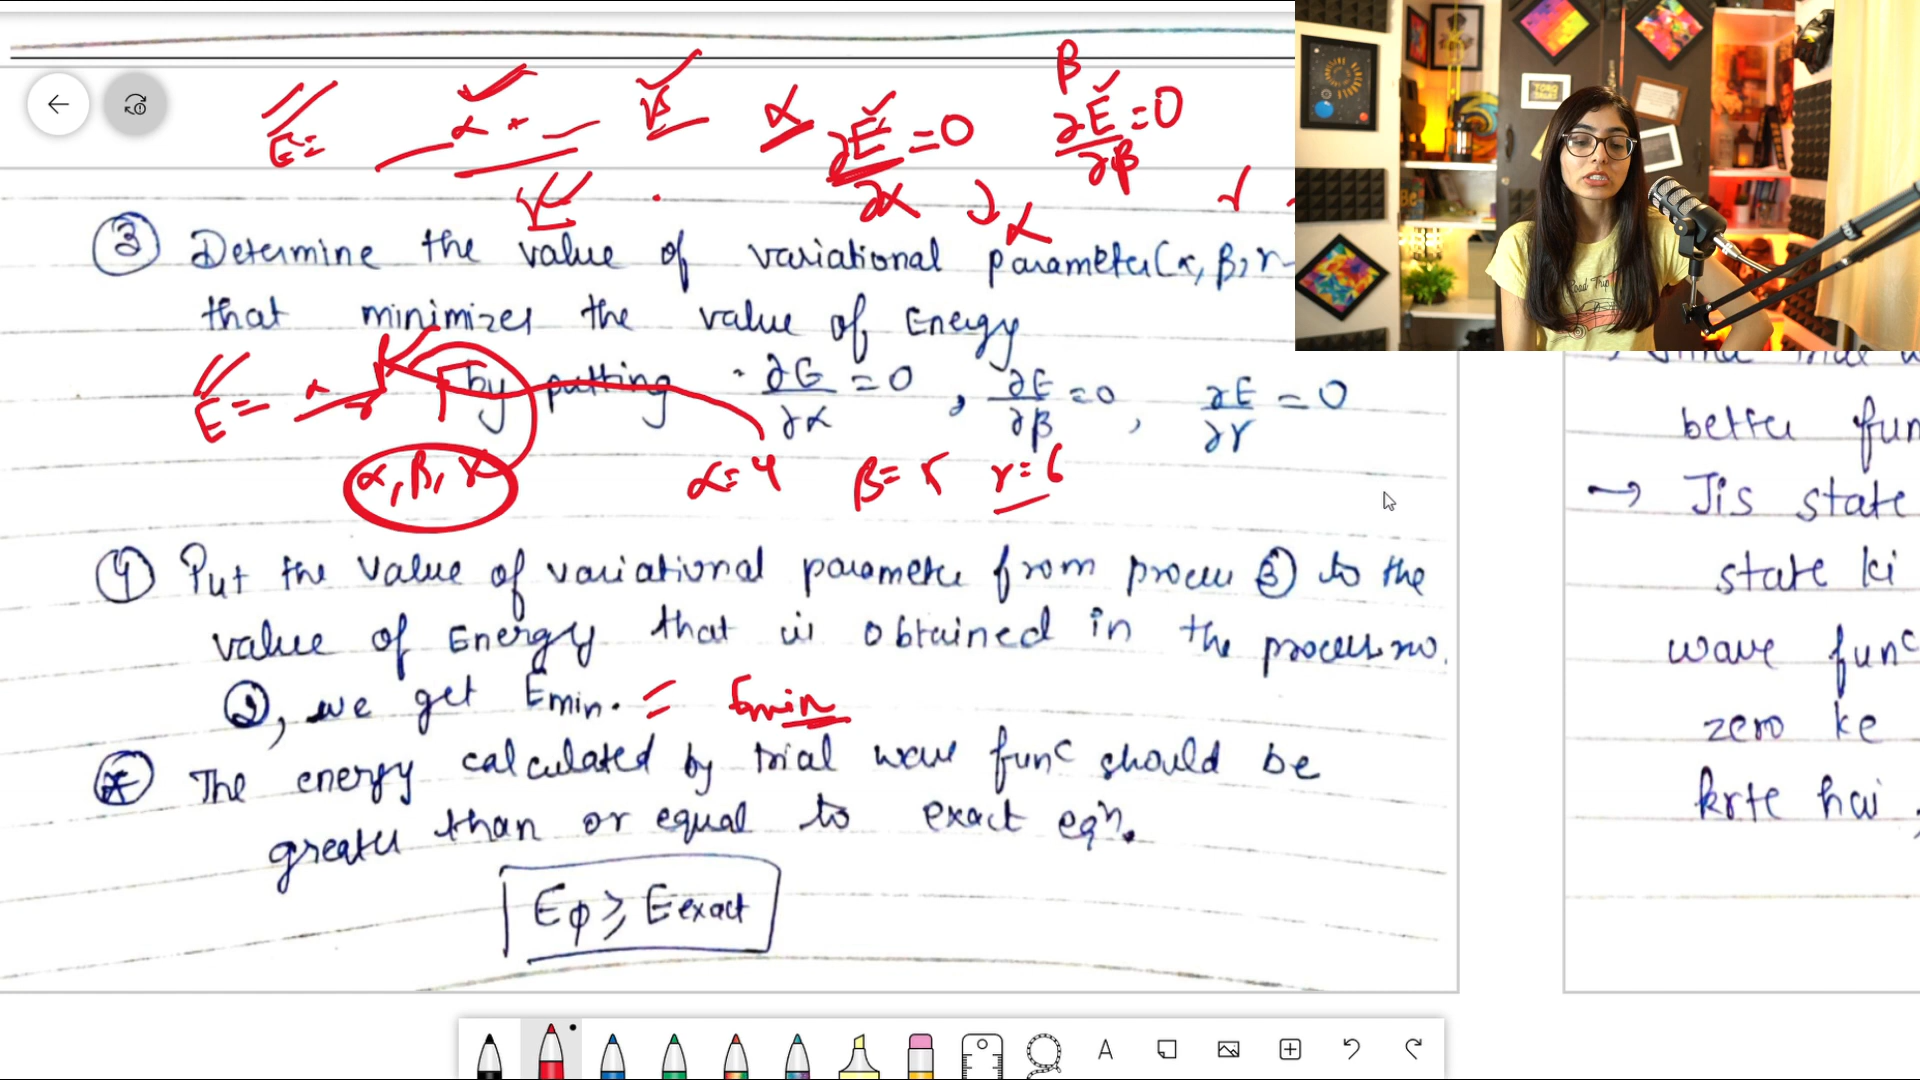 E=
α +
β
α
∂E/∂α = 0
β
∂E/∂β = 0
α
③ Determine the value of variational parameter (α, β, r-
that minimizes the value of Energy
by putting ∂E/∂α = 0, ∂E/∂β = 0, ∂E/∂r = 0
E =
α, β, r
α = 4 β = 5 r = 6
④ Put the value of variational parameter from process ③ to the
value of Energy that is obtained in the process no.
②, we get Emin. = Emin
The energy calculated by trial wave funᶜ should be
greater than or equal to exact eqⁿ.
Eϕ ≥ Eexact
better fun
→ Jis state
state ki
wave funᶜ
zero ke
krte hai,
A